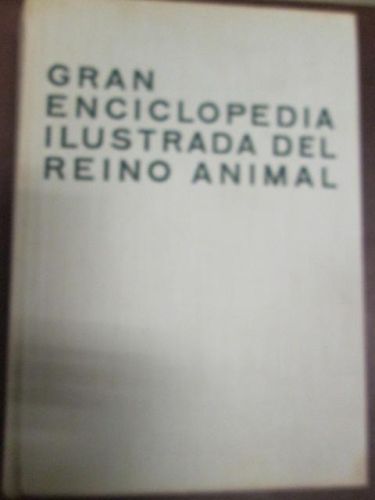 GRAN
ENCICLOPEDIA
ILUSTRADA DEL
REINO ANIMAL